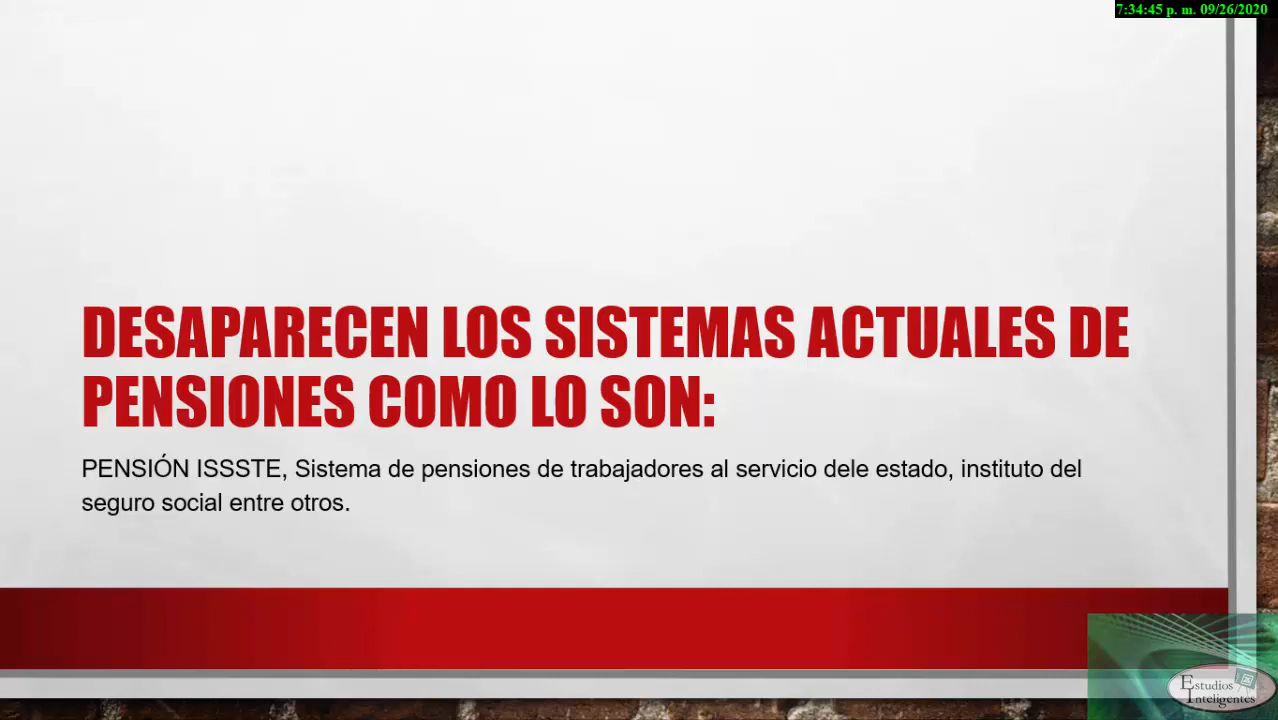 7:34:45 p. m. 09/26/2020
DESAPARECEN LOS SISTEMAS ACTUALES DE
PENSIONES COMO LO SON:
PENSIÓN ISSSTE, Sistema de pensiones de trabajadores al servicio dele estado, instituto del
seguro social entre otros.
Estudios
Inteligentes